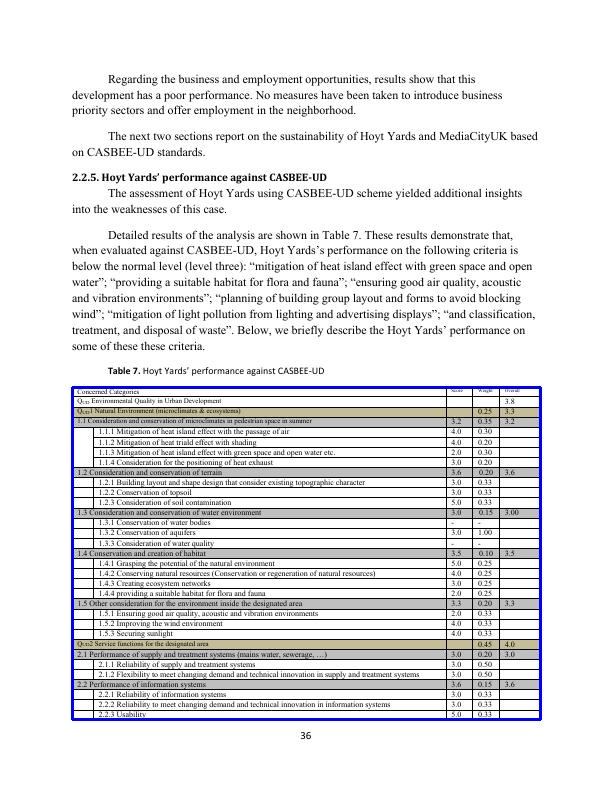 Regarding the business and employment opportunities, results show that this
development has a poor performance. No measures have been taken to introduce business
priority sectors and offer employment in the neighborhood.
The next two sections report on the sustainability of Hoyt Yards and MediaCityUK based
on CASBEE-UD standards.
2.2.5. Hoyt Yards’ performance against CASBEE-UD
The assessment of Hoyt Yards using CASBEE-UD scheme yielded additional insights
into the weaknesses of this case.
Detailed results of the analysis are shown in Table 7. These results demonstrate that,
when evaluated against CASBEE-UD, Hoyt Yards’s performance on the following criteria is
below the normal level (level three): “mitigation of heat island effect with green space and open
water”; “providing a suitable habitat for flora and fauna”; “ensuring good air quality, acoustic
and vibration environments”; “planning of building group layout and forms to avoid blocking
wind”; “mitigation of light pollution from lighting and advertising displays”; “and classification,
treatment, and disposal of waste”. Below, we briefly describe the Hoyt Yards’ performance on
some of these these criteria.
Table 7. Hoyt Yards’ performance against CASBEE-UD
Concerned Categories Score Weight Overall
QUD Environmental Quality in Urban Development 3.8
QUD1 Natural Environment (microclimates & ecosystems) 0.25 3.3
1.1 Consideration and conservation of microclimates in pedestrian space in summer 3.2 0.35 3.2
1.1.1 Mitigation of heat island effect with the passage of air 4.0 0.30
1.1.2 Mitigation of heat triald effect with shading 4.0 0.20
1.1.3 Mitigation of heat island effect with green space and open water etc. 2.0 0.30
1.1.4 Consideration for the positioning of heat exhaust 3.0 0.20
1.2 Consideration and conservation of terrain 3.6 0.20 3.6
1.2.1 Building layout and shape design that consider existing topographic character 3.0 0.33
1.2.2 Conservation of topsoil 3.0 0.33
1.2.3 Consideration of soil contamination 5.0 0.33
1.3 Consideration and conservation of water environment 3.0 0.15 3.00
1.3.1 Conservation of water bodies - -
1.3.2 Conservation of aquifers 3.0 1.00
1.3.3 Consideration of water quality - -
1.4 Conservation and creation of habitat 3.5 0.10 3.5
1.4.1 Grasping the potential of the natural environment 5.0 0.25
1.4.2 Conserving natural resources (Conservation or regeneration of natural resources) 4.0 0.25
1.4.3 Creating ecosystem networks 3.0 0.25
1.4.4 providing a suitable habitat for flora and fauna 2.0 0.25
1.5 Other consideration for the environment inside the designated area 3.3 0.20 3.3
1.5.1 Ensuring good air quality, acoustic and vibration environments 2.0 0.33
1.5.2 Improving the wind environment 4.0 0.33
1.5.3 Securing sunlight 4.0 0.33
QUD2 Service functions for the designated area 0.45 4.0
2.1 Performance of supply and treatment systems (mains water, sewerage, …) 3.0 0.20 3.0
2.1.1 Reliability of supply and treatment systems 3.0 0.50
2.1.2 Flexibility to meet changing demand and technical innovation in supply and treatment systems 3.0 0.50
2.2 Performance of information systems 3.6 0.15 3.6
2.2.1 Reliability of information systems 3.0 0.33
2.2.2 Reliability to meet changing demand and technical innovation in information systems 3.0 0.33
2.2.3 Usability 5.0 0.33
36